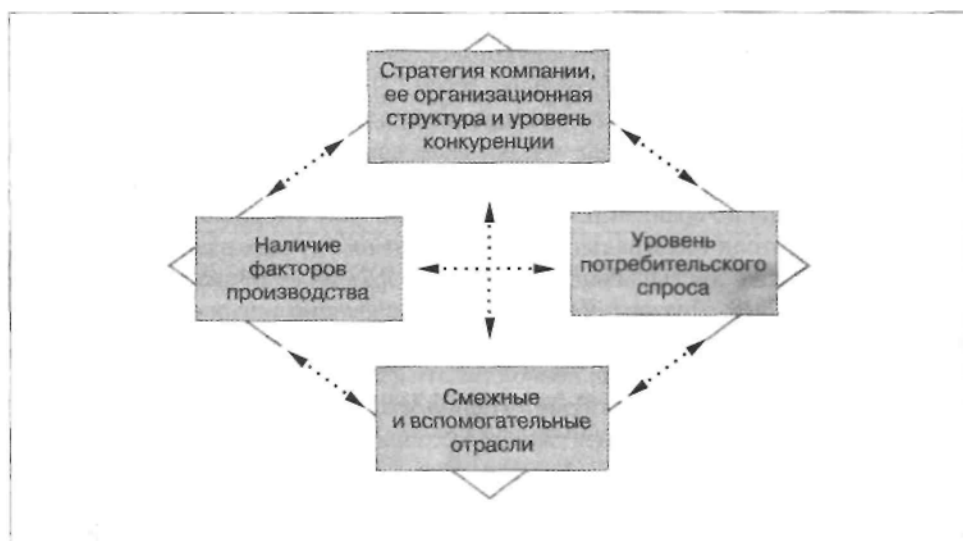 Стратегия компании,
ее организационная
структура и уровень
конкуренции
Наличие
факторов
производства
Уровень
потребительского
спроса
Смежные
и вспомогательные
отрасли